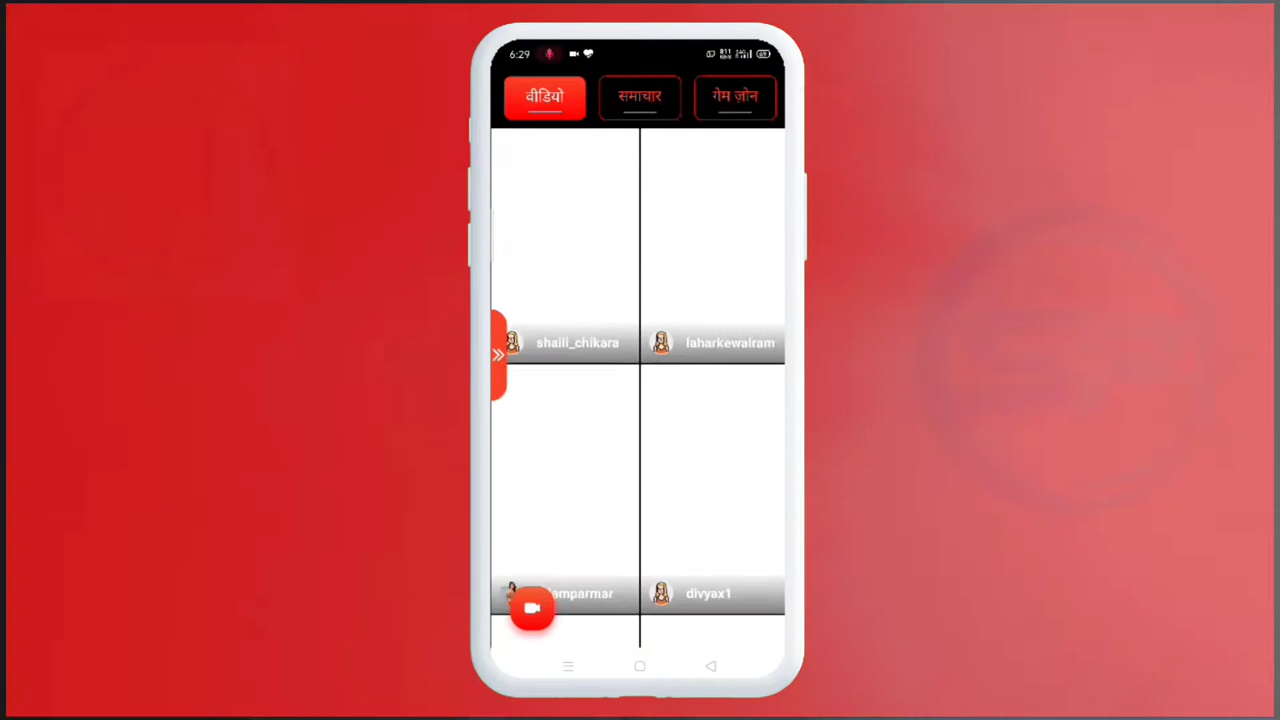 6:29
वीडियो समाचार गेम ज़ोन
shaili_chikara laharkewalram
divyax1